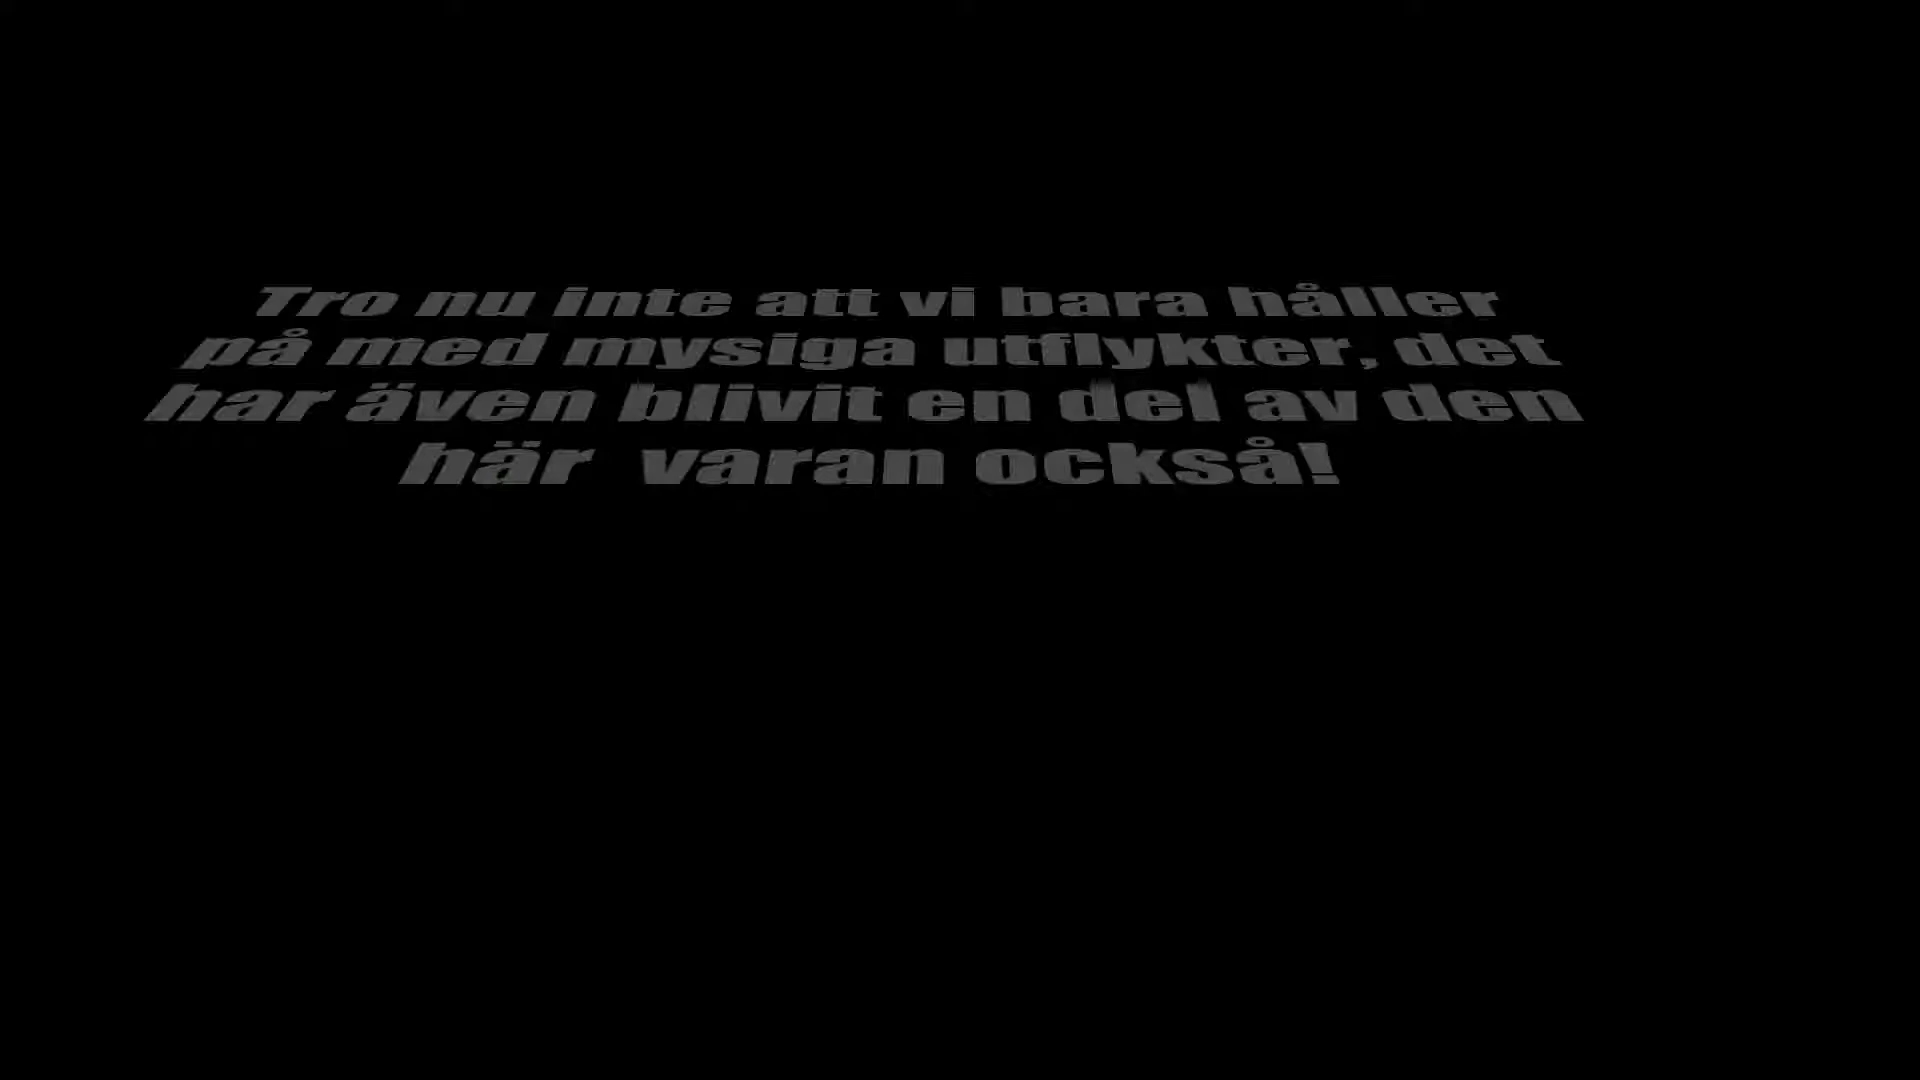 Tro nu inte att vi bara håller
på med mysiga utflykter, det
har även blivit en del av den
här varan också!